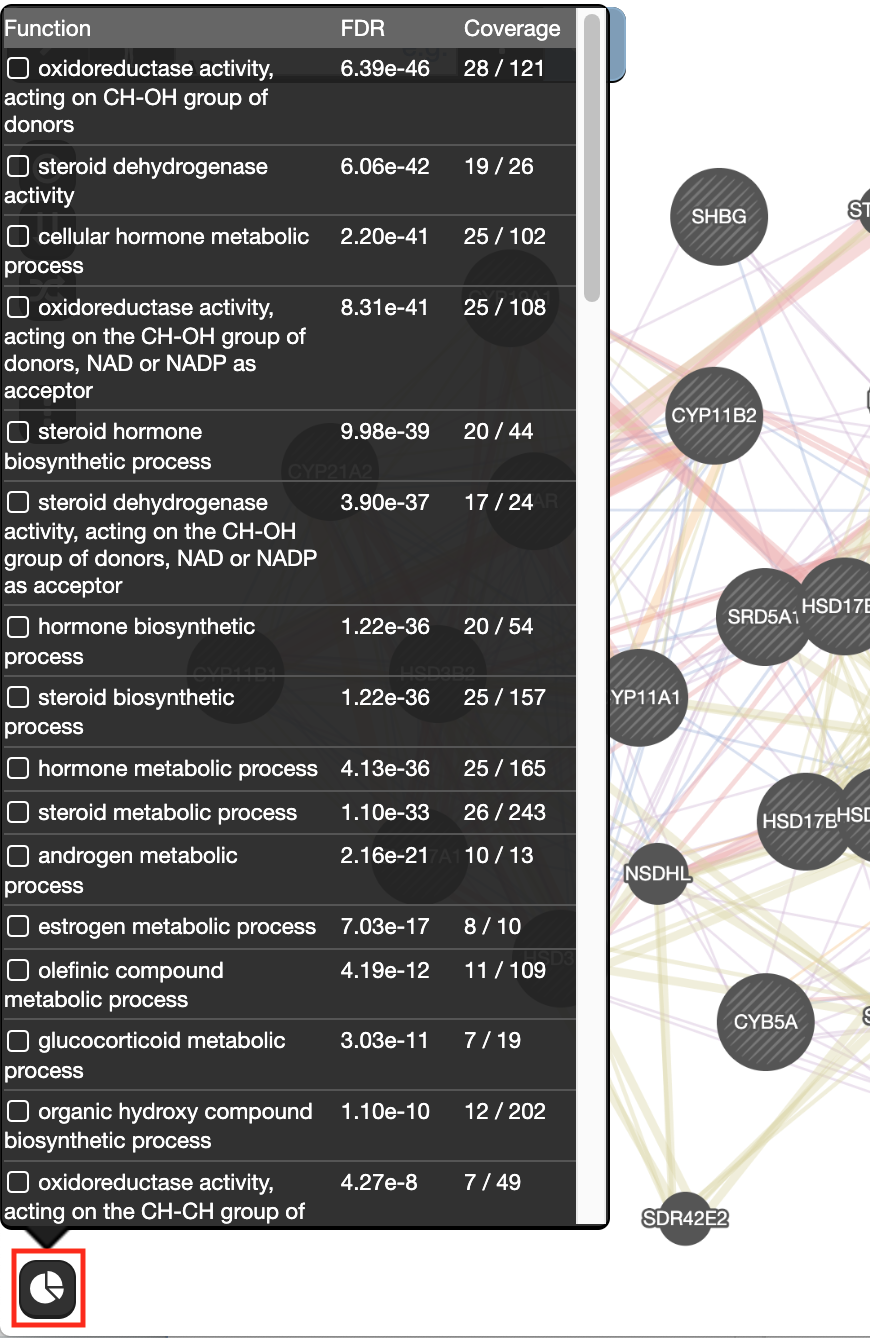 Function FDR Coverage
oxidoreductase activity, 6.39e-46 28 / 121
acting on CH-OH group of
donors
steroid dehydrogenase 6.06e-42 19 / 26
activity
cellular hormone metabolic 2.20e-41 25 / 102
process
oxidoreductase activity, 8.31e-41 25 / 108
acting on the CH-OH group of
donors, NAD or NADP as
acceptor
steroid hormone 9.98e-39 20 / 44
biosynthetic process
steroid dehydrogenase 3.90e-37 17 / 24
activity, acting on the CH-OH
group of donors, NAD or NADP
as acceptor
hormone biosynthetic 1.22e-36 20 / 54
process
steroid biosynthetic 1.22e-36 25 / 157
process
hormone metabolic process 4.13e-36 25 / 165
steroid metabolic process 1.10e-33 26 / 243
androgen metabolic 2.16e-21 10 / 13
process
estrogen metabolic process 7.03e-17 8 / 10
olefinic compound 4.19e-12 11 / 109
metabolic process
glucocorticoid metabolic 3.03e-11 7 / 19
process
organic hydroxy compound 1.10e-10 12 / 202
biosynthetic process
oxidoreductase activity, 4.27e-8 7 / 49
acting on the CH-CH group of
SHBG
ST
CYP11B2
CYP21A2
AR
SRD5A1
HSD17B
CYP11B1
HSD3B2
YP11A1
HSD17B
HSD
7A1
NSDHL
HSD3
CYB5A
S
SDR42E2